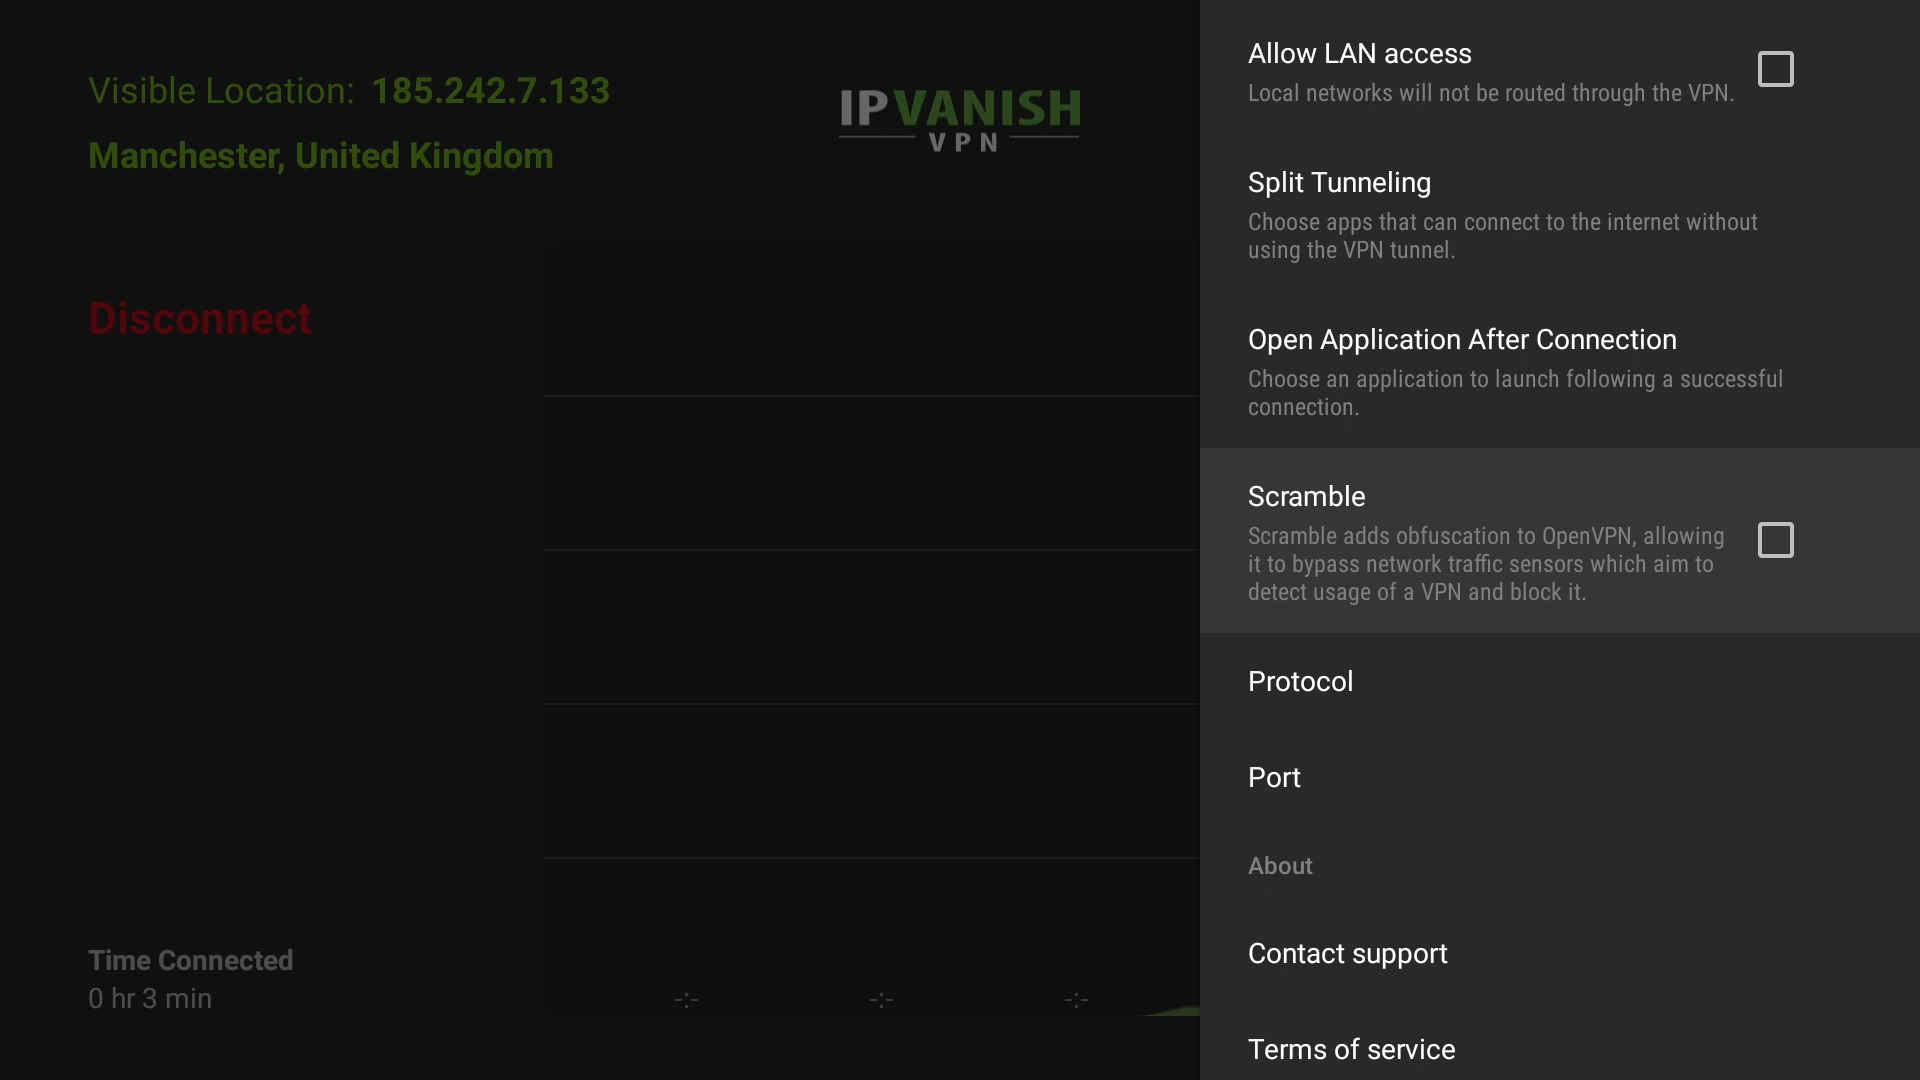 Visible Location: 185.242.7.133
Manchester, United Kingdom
IPVANISH
VPN
Disconnect
Time Connected
0 hr 3 min
-:-
-:-
-:-
Allow LAN access
Local networks will not be routed through the VPN.
Split Tunneling
Choose apps that can connect to the internet without
using the VPN tunnel.
Open Application After Connection
Choose an application to launch following a successful
connection.
Scramble
Scramble adds obfuscation to OpenVPN, allowing
it to bypass network traffic sensors which aim to
detect usage of a VPN and block it.
Protocol
Port
About
Contact support
Terms of service